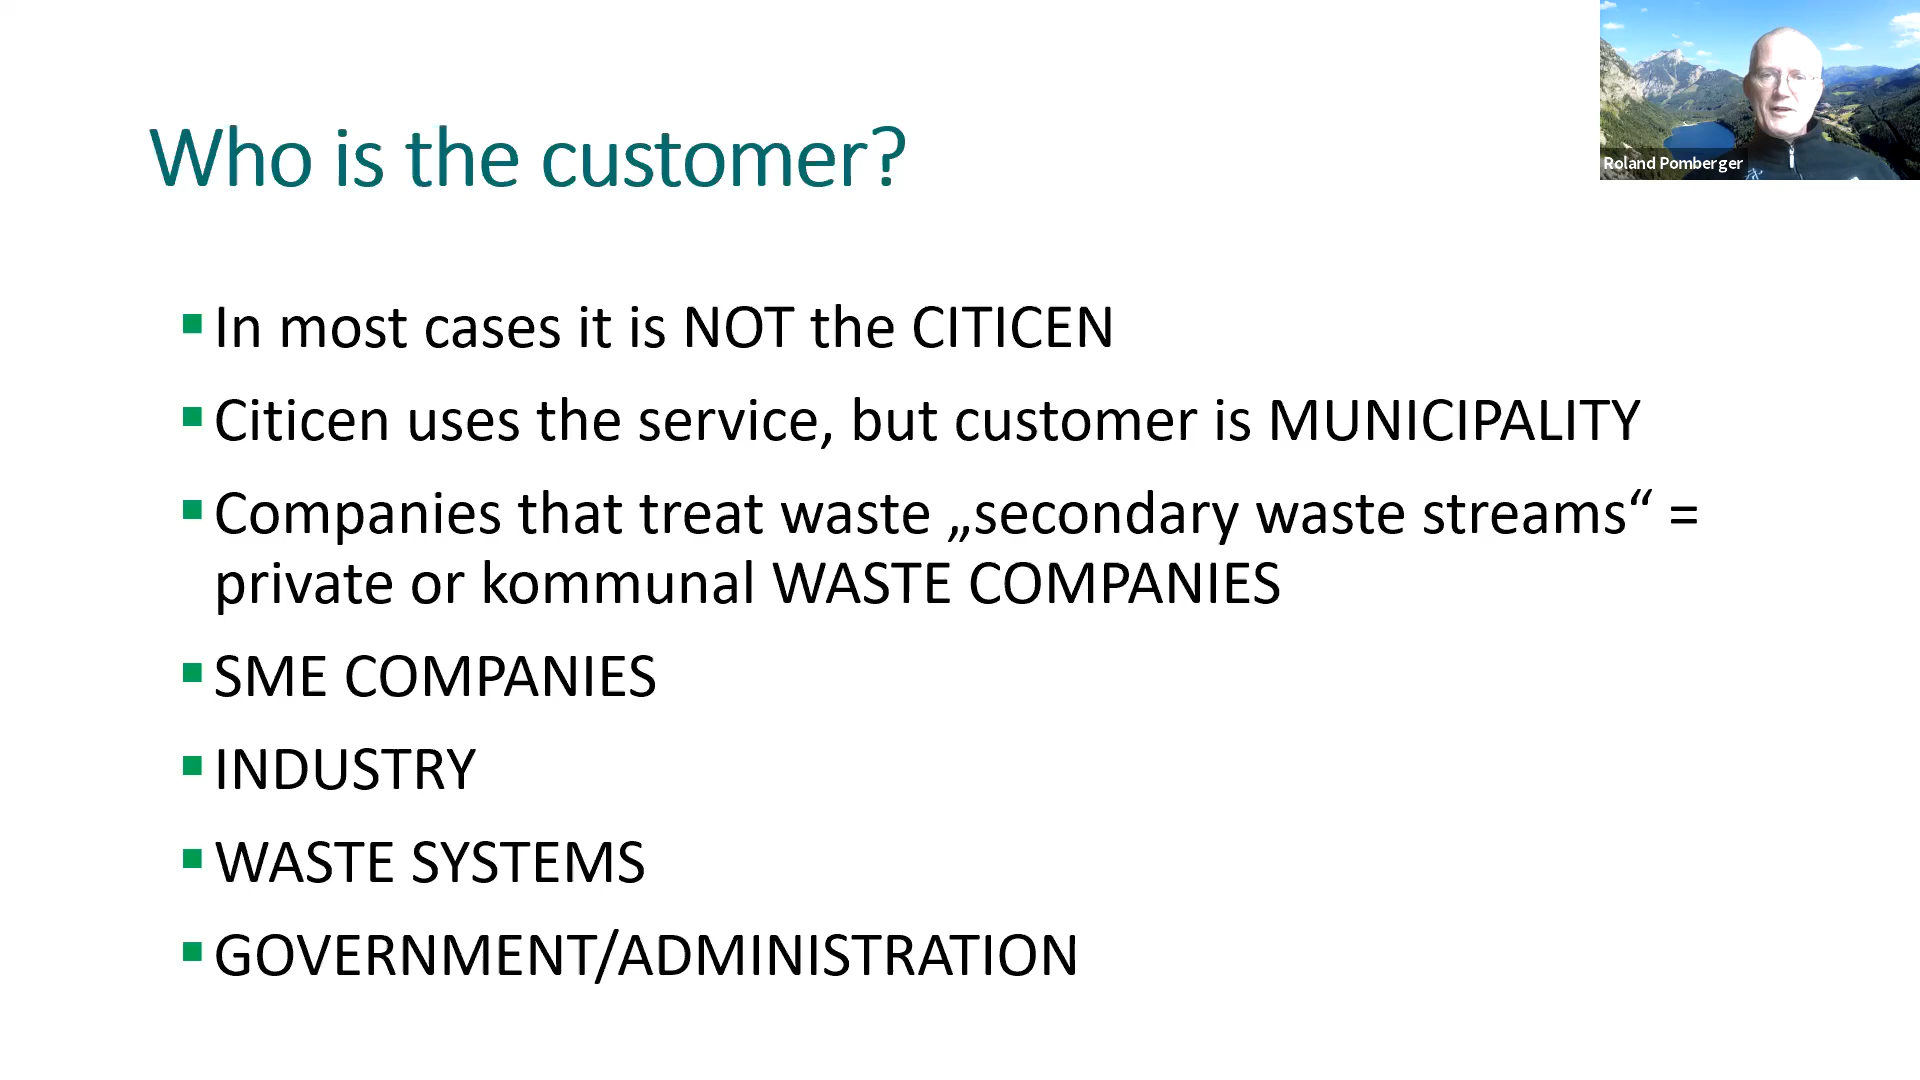 Who is the customer?
Roland Pomberger
▪ In most cases it is NOT the CITICEN
▪ Citicen uses the service, but customer is MUNICIPALITY
▪ Companies that treat waste „secondary waste streams“ =
private or kommunal WASTE COMPANIES
▪ SME COMPANIES
▪ INDUSTRY
▪ WASTE SYSTEMS
▪ GOVERNMENT/ADMINISTRATION